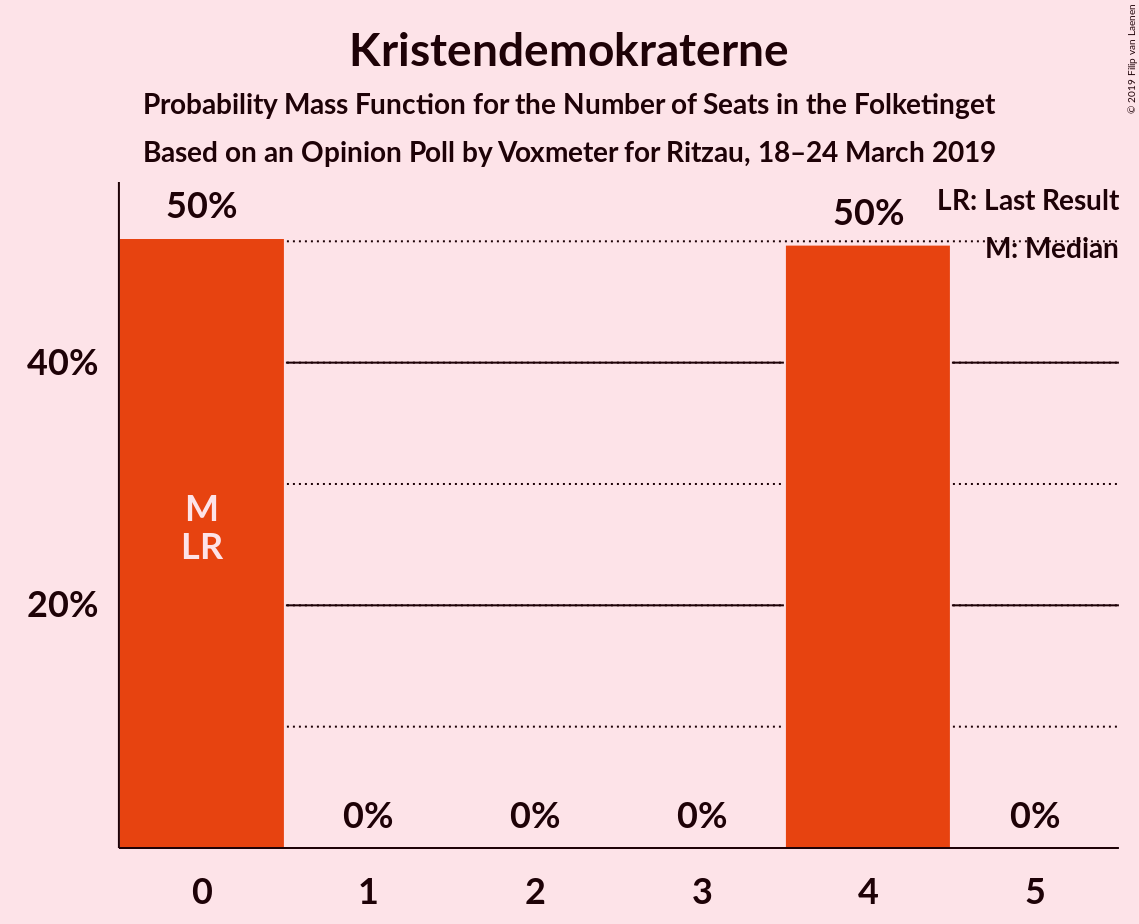 Kristendemokraterne
Probability Mass Function for the Number of Seats in the Folketinget
Based on an Opinion Poll by Voxmeter for Ritzau, 18–24 March 2019
© 2019 Filip van Laenen
LR: Last Result
M: Median
50%
50%
40%
M
LR
20%
0%
0%
0%
0%
0
1
2
3
4
5